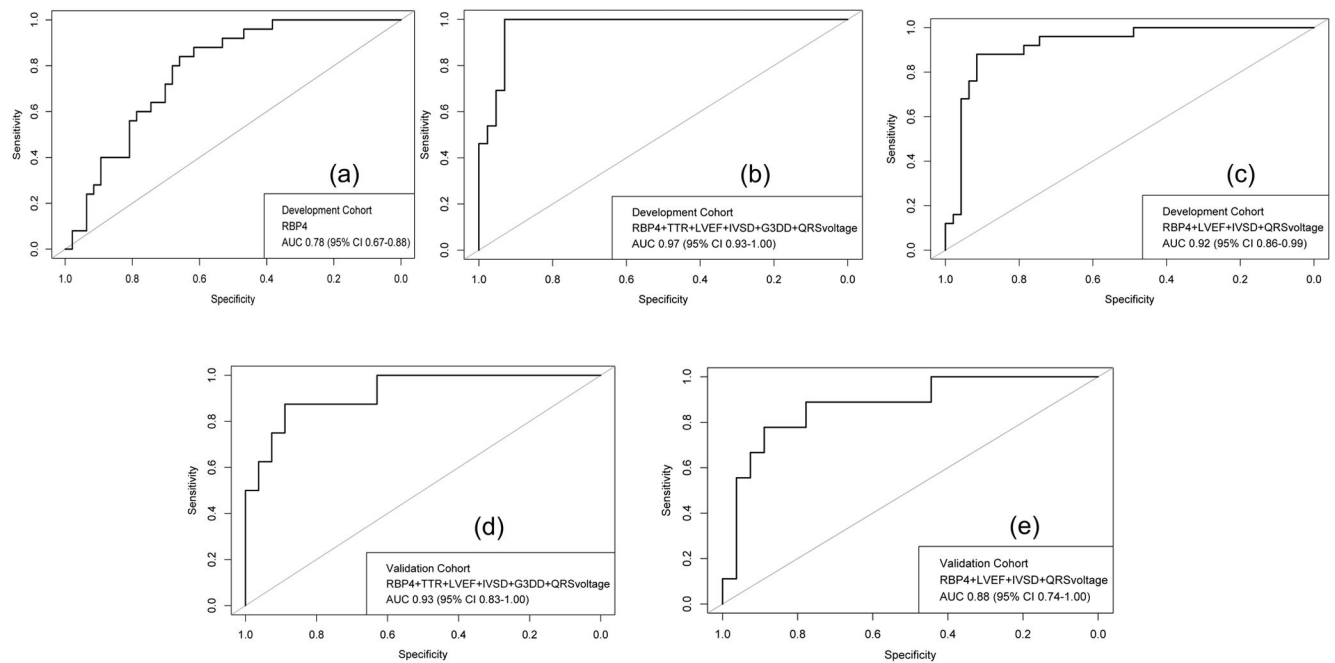 1.0
0.8
0.6
0.4
0.2
0.0
Sensitivity
(a)
Development Cohort
RBP4
AUC 0.78 (95% CI 0.67-0.88)
1.0 0.8 0.6 0.4 0.2 0.0
Specificity
1.0
0.8
0.6
0.4
0.2
0.0
Sensitivity
(b)
Development Cohort
RBP4+TTR+LVEF+IVSD+G3DD+QRSvoltage
AUC 0.97 (95% CI 0.93-1.00)
1.0 0.8 0.6 0.4 0.2 0.0
Specificity
1.0
0.8
0.6
0.4
0.2
0.0
Sensitivity
(c)
Development Cohort
RBP4+LVEF+IVSD+QRSvoltage
AUC 0.92 (95% CI 0.86-0.99)
1.0 0.8 0.6 0.4 0.2 0.0
Specificity
1.0
0.8
0.6
0.4
0.2
0.0
Sensitivity
(d)
Validation Cohort
RBP4+TTR+LVEF+IVSD+G3DD+QRSvoltage
AUC 0.93 (95% CI 0.83-1.00)
1.0 0.8 0.6 0.4 0.2 0.0
Specificity
1.0
0.8
0.6
0.4
0.2
0.0
Sensitivity
(e)
Validation Cohort
RBP4+LVEF+IVSD+QRSvoltage
AUC 0.88 (95% CI 0.74-1.00)
1.0 0.8 0.6 0.4 0.2 0.0
Specificity